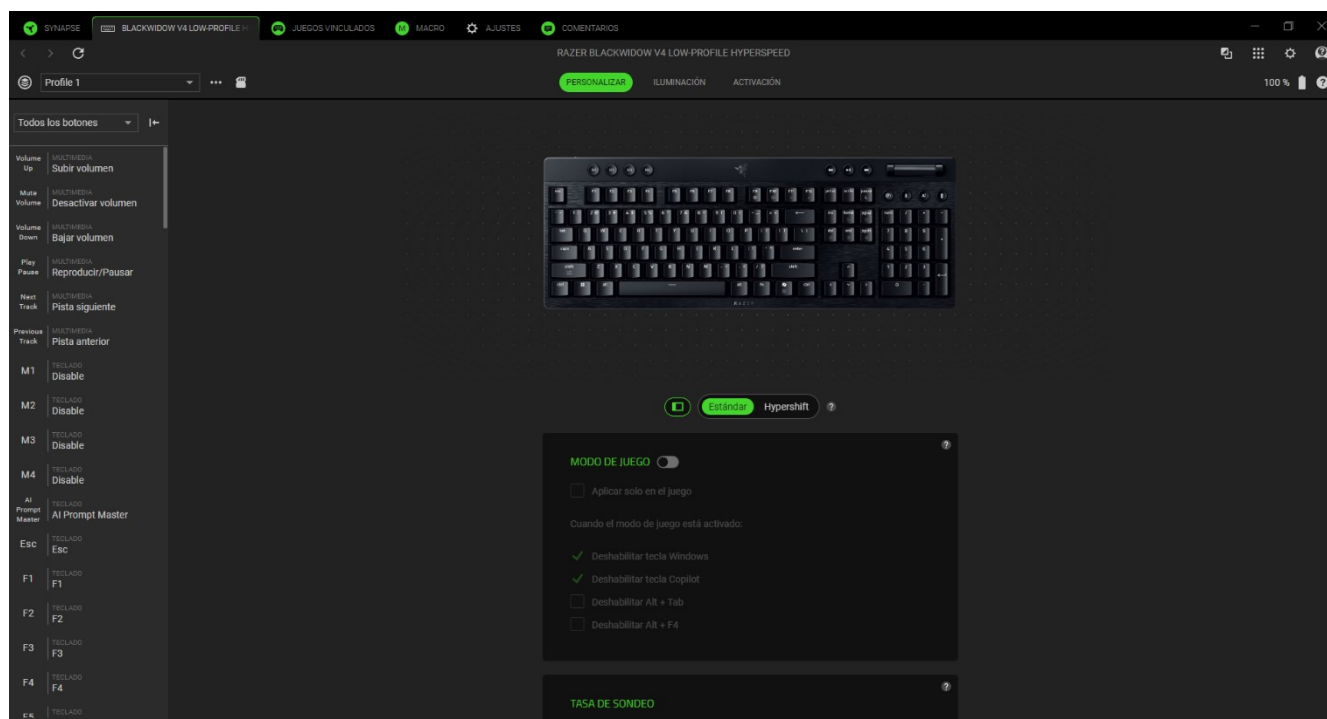 SYNAPSE BLACKWIDOW V4 LOW-PROFILE H JUEGOS VINCULADOS M MACRO AJUSTES COMENTARIOS
RAZER BLACKWIDOW V4 LOW-PROFILE HYPERSPEED
Profile 1 PERSONALIZAR ILUMINACIÓN ACTIVACIÓN 100 %
Todos los botones
Volume Up MULTIMEDIA
Subir volumen
Mute Volume MULTIMEDIA
Desactivar volumen
Volume Down MULTIMEDIA
Bajar volumen
Play Pause MULTIMEDIA
Reproducir/Pausar
Next Track MULTIMEDIA
Pista siguiente
Previous Track MULTIMEDIA
Pista anterior
M1 TECLADO
Disable
M2 TECLADO
Disable
M3 TECLADO
Disable
M4 TECLADO
Disable
AI Prompt Master TECLADO
AI Prompt Master
Esc TECLADO
Esc
F1 TECLADO
F1
F2 TECLADO
F2
F3 TECLADO
F3
F4 TECLADO
F4
F5 TECLADO
Estándar Hypershift ?
MODO DE JUEGO
Aplicar solo en el juego
Cuando el modo de juego está activado:
Deshabilitar tecla Windows
Deshabilitar tecla Copilot
Deshabilitar Alt + Tab
Deshabilitar Alt + F4
TASA DE SONDEO